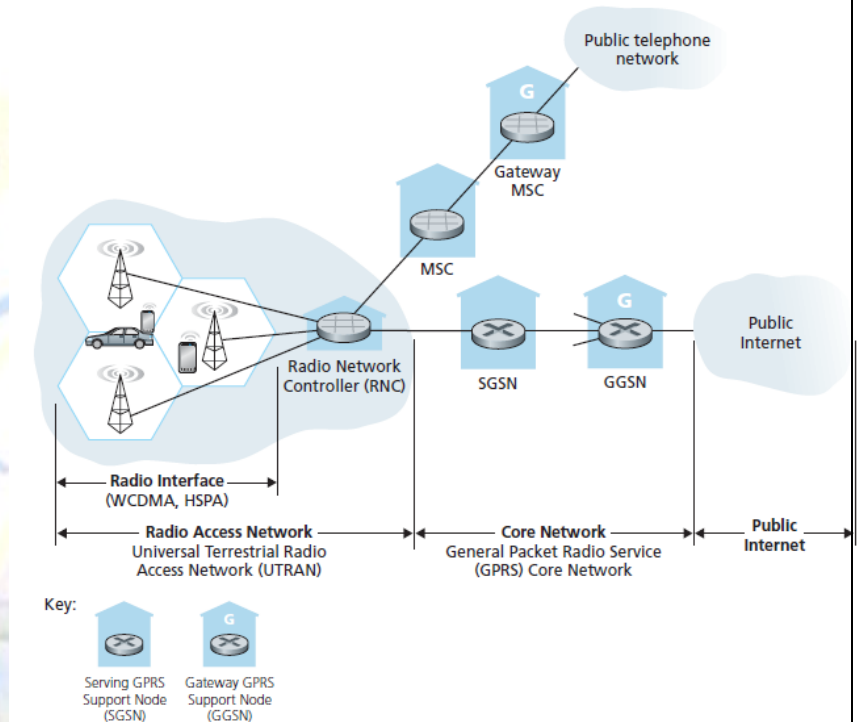 Public telephone
network
G
Gateway
MSC
MSC
G
Public
Internet
Radio Network
Controller (RNC)
SGSN
GGSN
Radio Interface
(WCDMA, HSPA)
Radio Access Network
Universal Terrestrial Radio
Access Network (UTRAN)
Core Network
General Packet Radio Service
(GPRS) Core Network
Public
Internet
Key:
G
Serving GPRS
Support Node
(SGSN)
Gateway GPRS
Support Node
(GGSN)